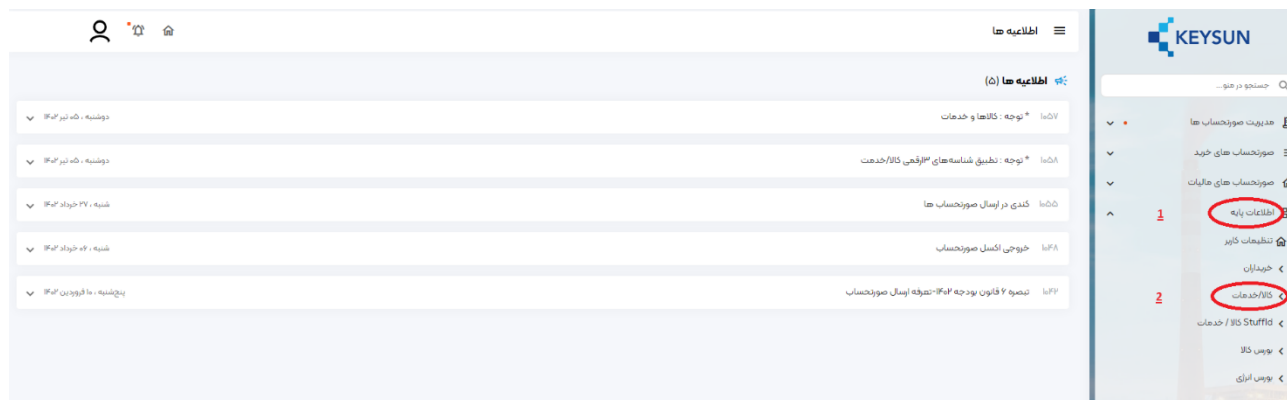 KEYSUN
جستجو در منو...
مدیریت صورتحساب ها
صورتحساب های خرید
صورتحساب های مالیات
اطلاعات پایه
1
تنظیمات کاربر
خریداران
کالا/خدمات
2
StuffId کالا / خدمات
بورس کالا
بورس انرژی
اطلاعیه ها
اطلاعیه ها (۵)
۱۰۵۷ * توجه : کالاها و خدمات دوشنبه ، ۰۵ تیر ۱۴۰۲
۱۰۵۸ * توجه : تطبیق شناسه‌های ۱۳رقمی کالا/خدمت دوشنبه ، ۰۵ تیر ۱۴۰۲
۱۰۵۵ کندی در ارسال صورتحساب ها شنبه ، ۲۷ خرداد ۱۴۰۲
۱۰۴۸ خروجی اکسل صورتحساب شنبه ، ۰۶ خرداد ۱۴۰۲
۱۰۴۲ تبصره ۶ قانون بودجه ۱۴۰۲-تعرفه ارسال صورتحساب پنج‌شنبه ، ۱۰ فروردین ۱۴۰۲